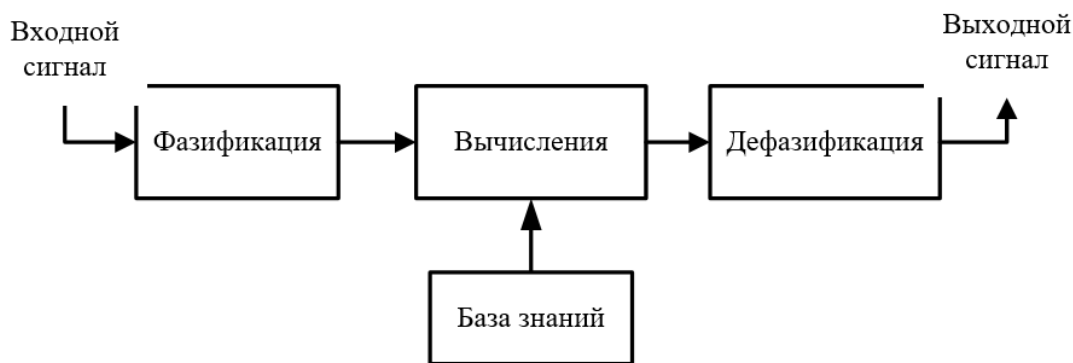 Входной
сигнал
Выходной
сигнал
Фазификация
Вычисления
Дефазификация
База знаний